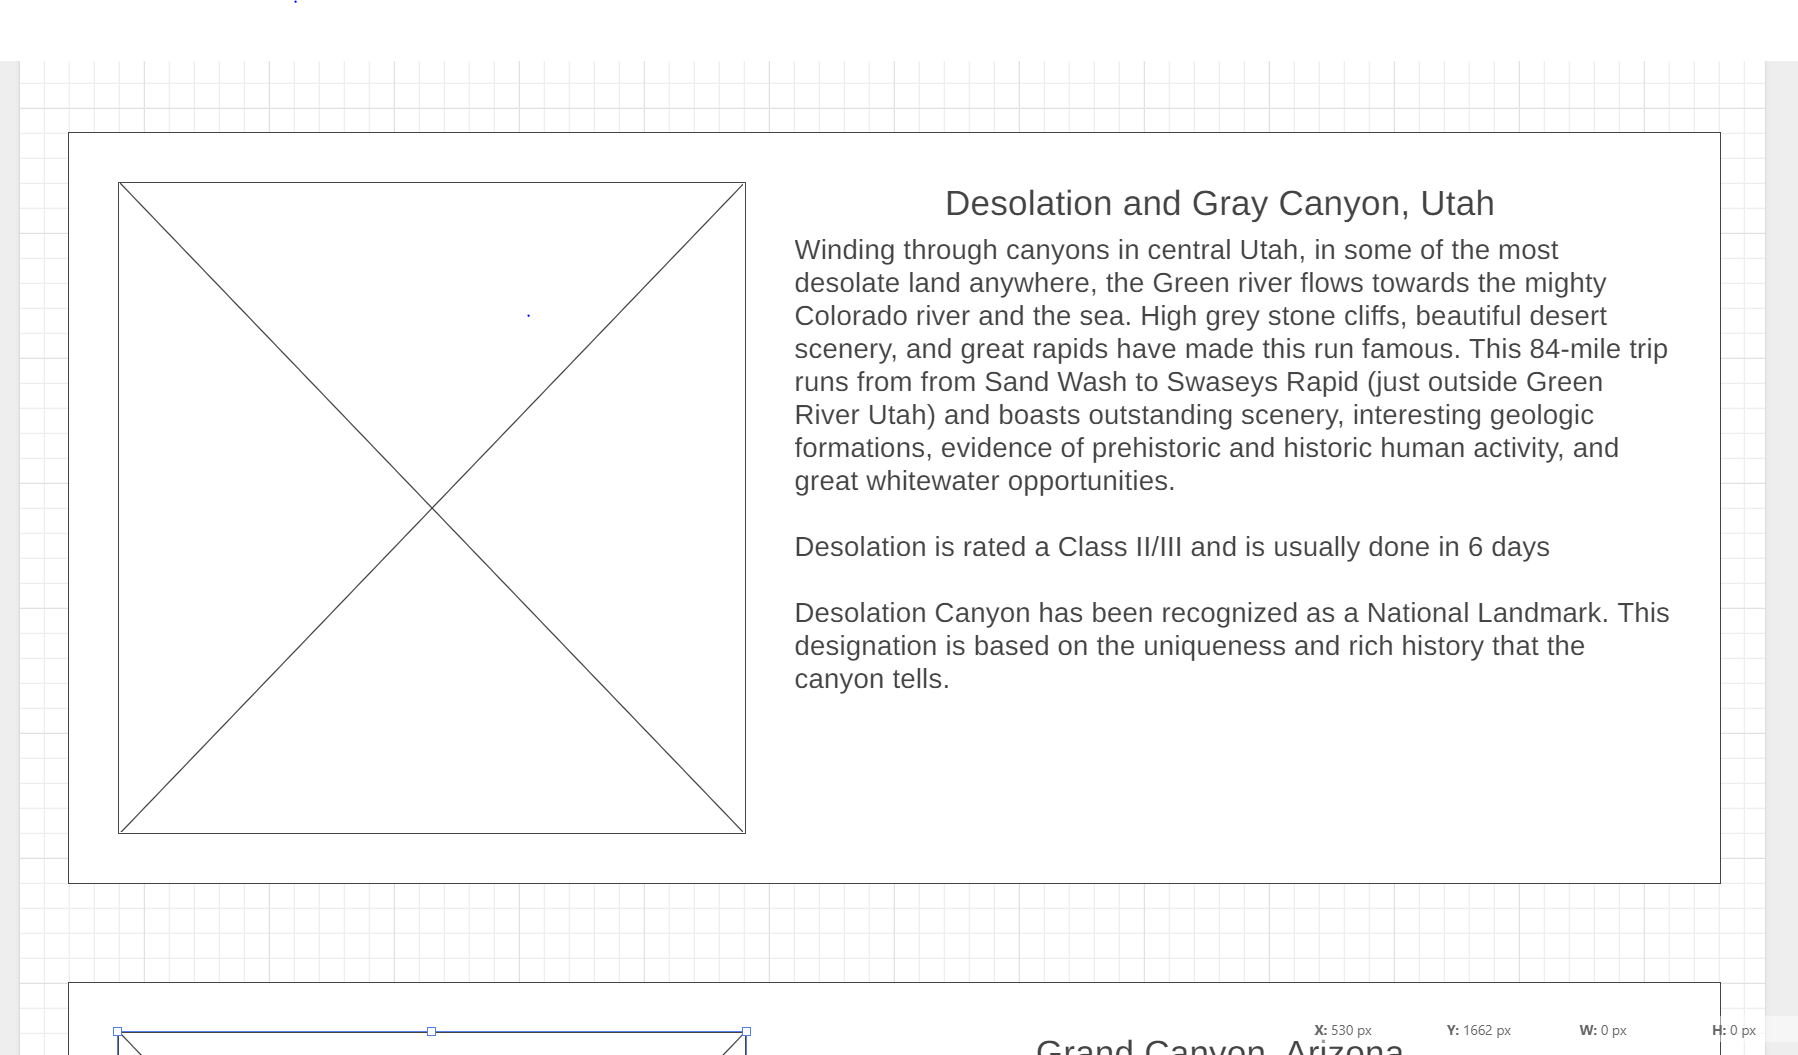 Desolation and Gray Canyon, Utah
Winding through canyons in central Utah, in some of the most
desolate land anywhere, the Green river flows towards the mighty
Colorado river and the sea. High grey stone cliffs, beautiful desert
scenery, and great rapids have made this run famous. This 84-mile trip
runs from from Sand Wash to Swaseys Rapid (just outside Green
River Utah) and boasts outstanding scenery, interesting geologic
formations, evidence of prehistoric and historic human activity, and
great whitewater opportunities.
Desolation is rated a Class II/III and is usually done in 6 days
Desolation Canyon has been recognized as a National Landmark. This
designation is based on the uniqueness and rich history that the
canyon tells.
X: 530 px Y: 1662 px W: 0 px H: 0 px
Grand Canyon, Arizona